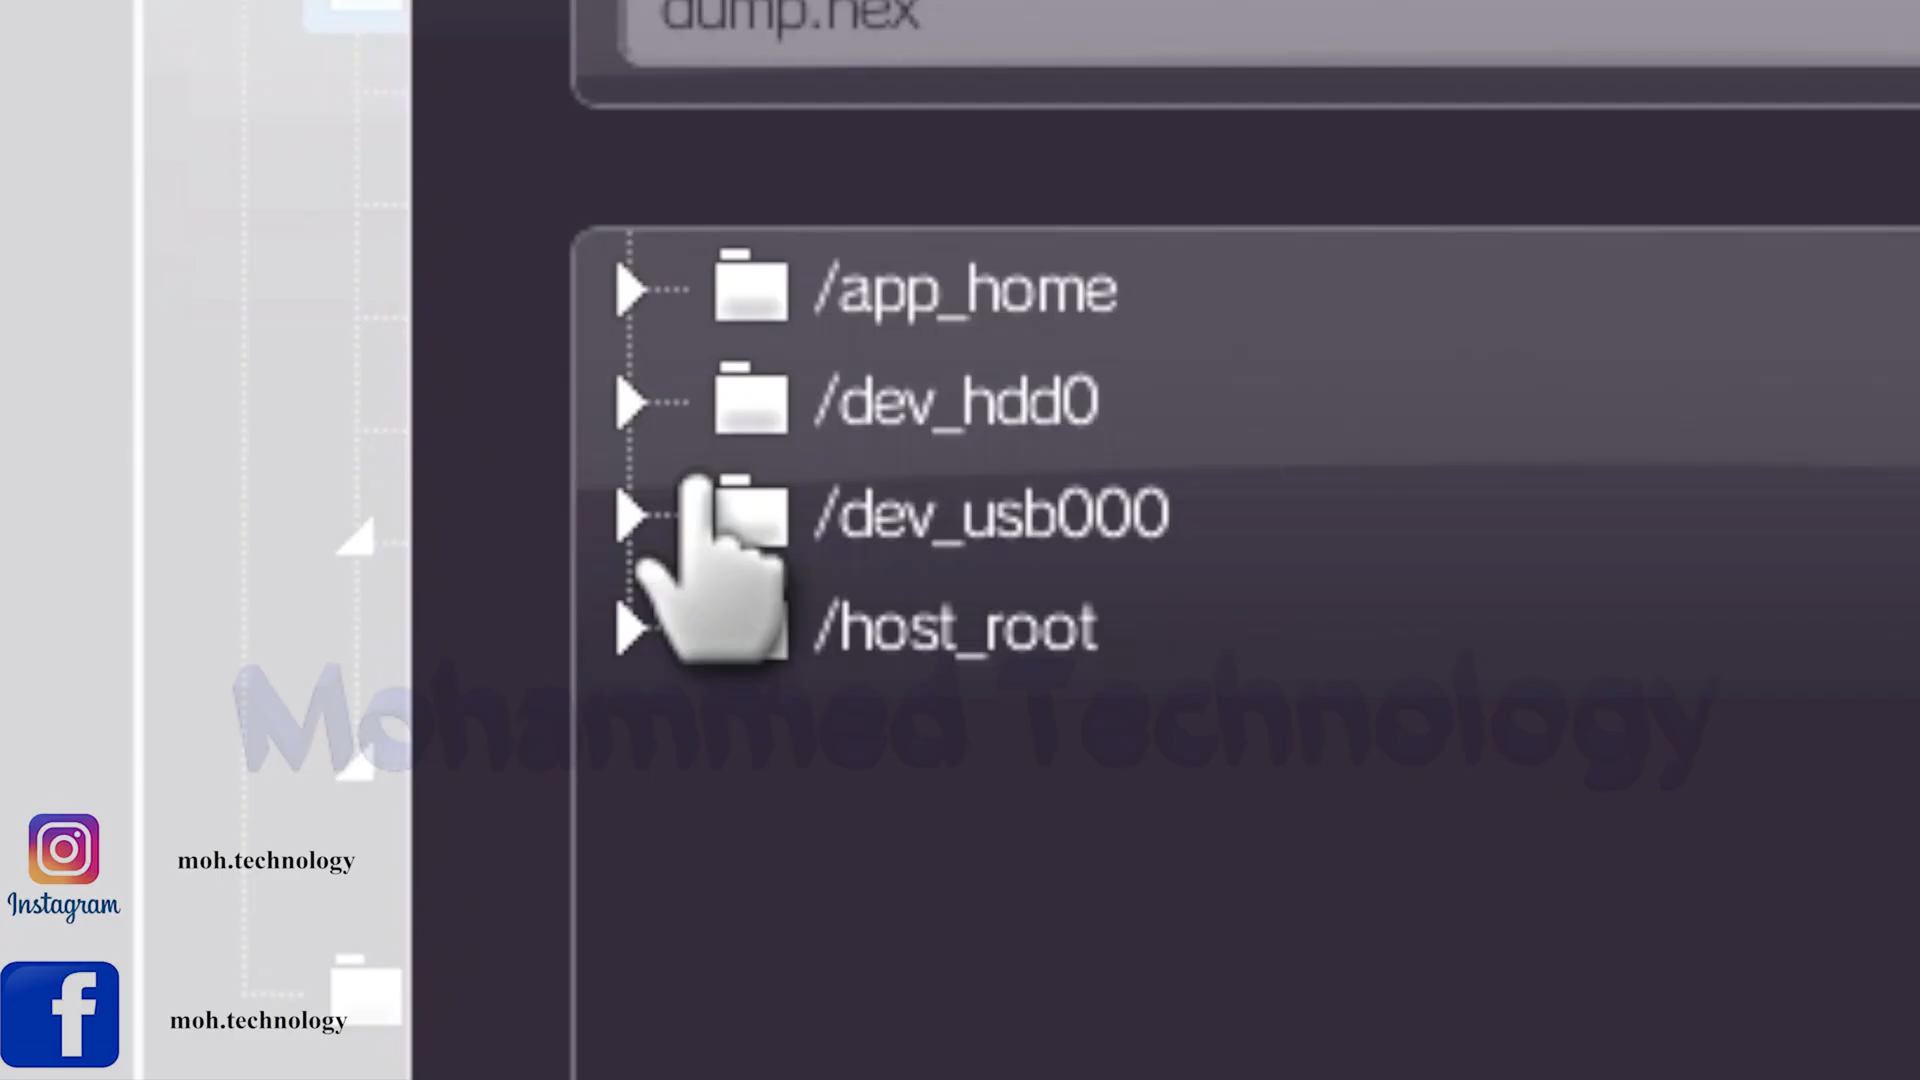 dump.hex
/app_home
/dev_hdd0
/dev_usb000
/host_root
Mohammed Technology
moh.technology
Instagram
moh.technology